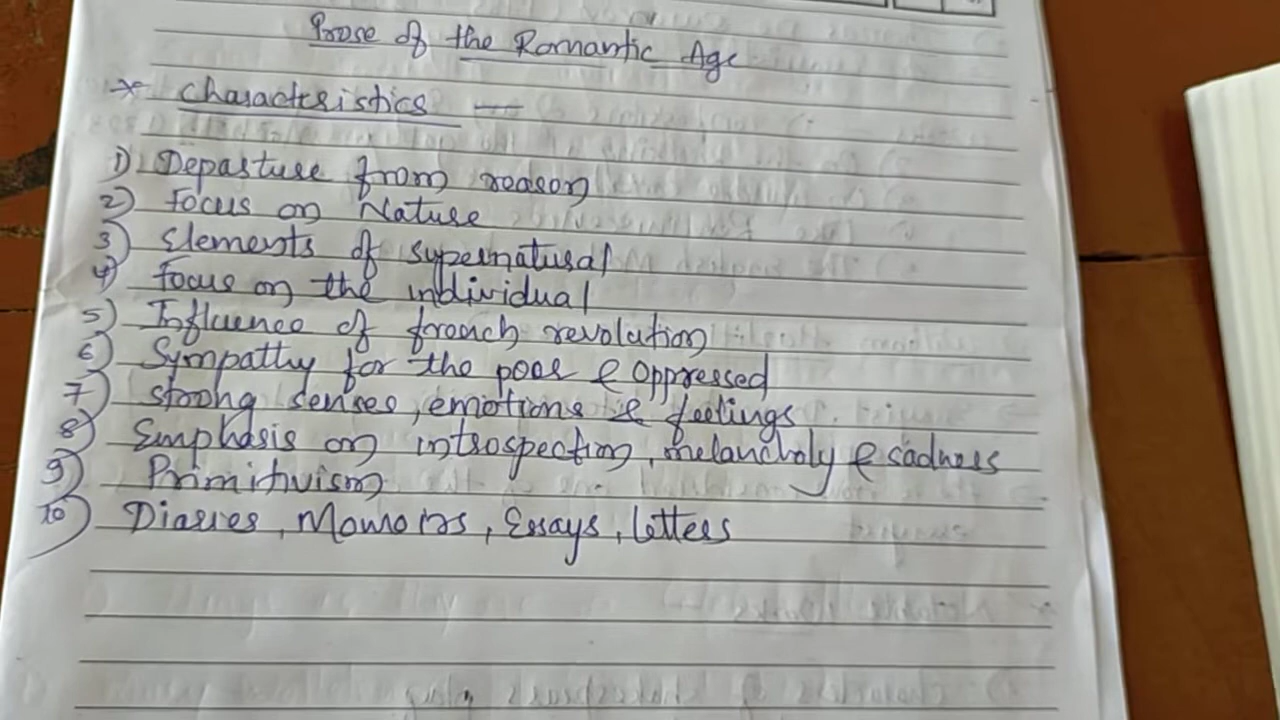 Prose of the Romantic Age
* Characteristics —
1) Departure from reason
2) Focus on Nature
3) Elements of supernatural
4) Focus on the individual
5) Influence of french revolution
6) Sympathy for the poor & oppressed
7) Strong senses, emotions & feelings
8) Emphasis on introspection, melancholy & sadness
9) Primitivism
10) Diaries, Memoirs, Essays, letters